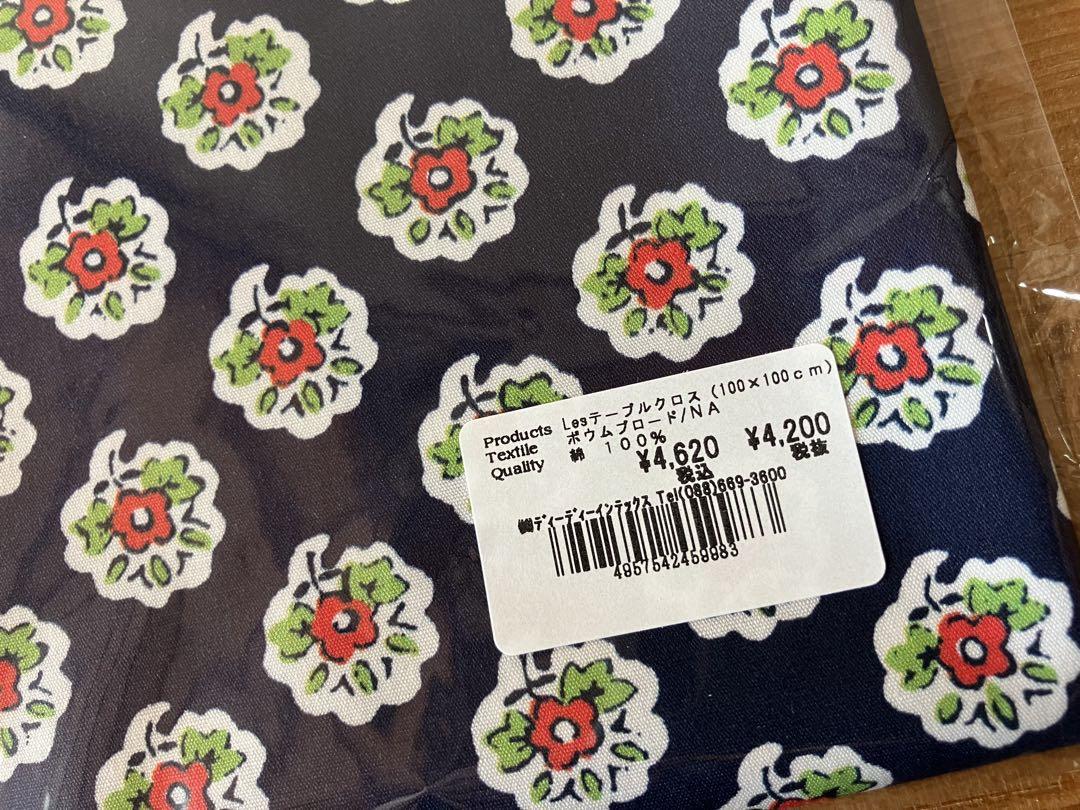 Products
Textile
Quality
Lesテーブルクロス (100×100cm)
ボウムブロード/NA
綿 100%
¥4,620 ¥4,200
税込 税抜
㈱ディーディーインテックス Tel(088)669-3600
4957542459983